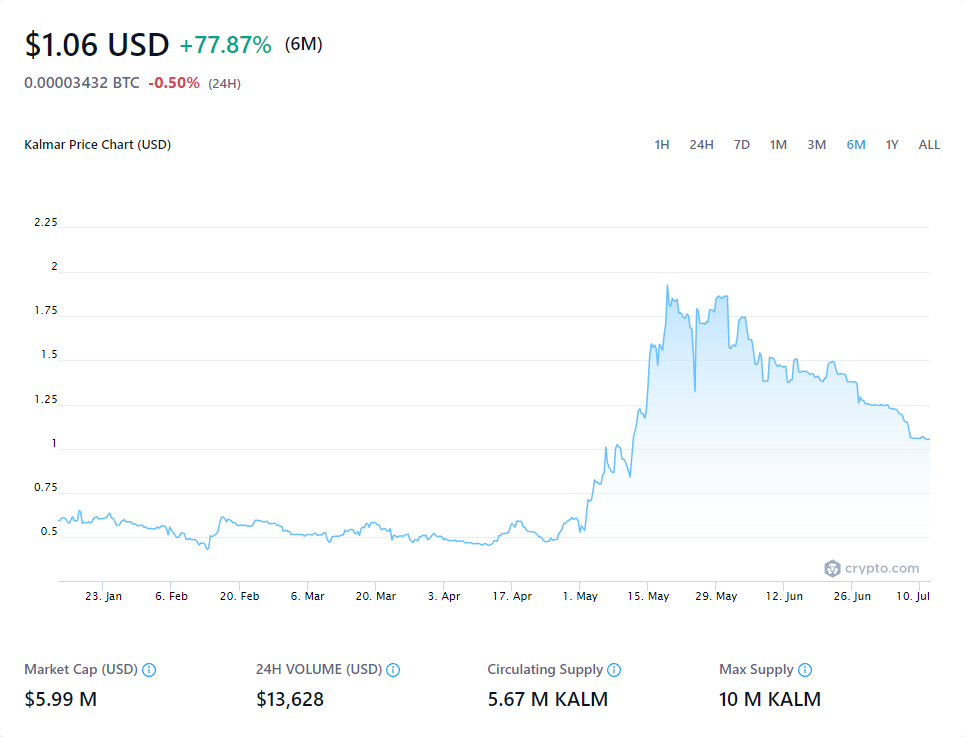 $1.06 USD +77.87% (6M)
0.00003432 BTC -0.50% (24H)
Kalmar Price Chart (USD) 1H 24H 7D 1M 3M 6M 1Y ALL
2.25
2
1.75
1.5
1.25
1
0.75
0.5
crypto.com
23. Jan 6. Feb 20. Feb 6. Mar 20. Mar 3. Apr 17. Apr 1. May 15. May 29. May 12. Jun 26. Jun 10. Jul
Market Cap (USD) 24H VOLUME (USD) Circulating Supply Max Supply
$5.99 M $13,628 5.67 M KALM 10 M KALM